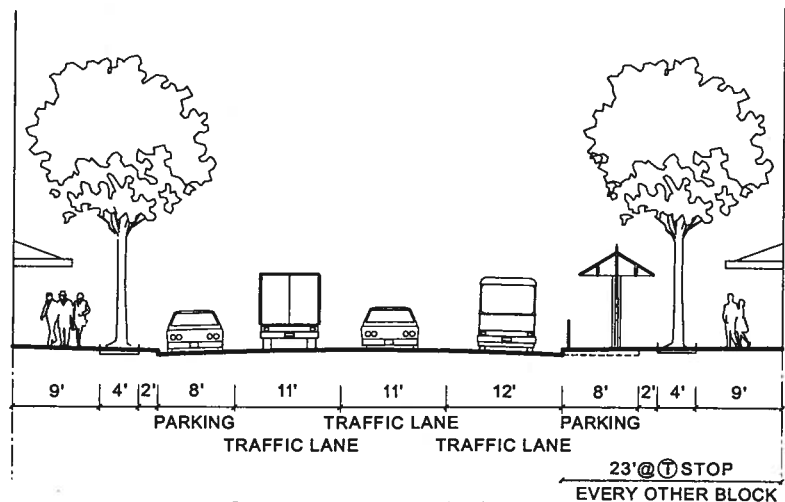 9' 4' 2' 8' 11' 11' 12' 8' 2' 4' 9'
PARKING TRAFFIC LANE PARKING
TRAFFIC LANE TRAFFIC LANE
23'@Ⓣ STOP
EVERY OTHER BLOCK